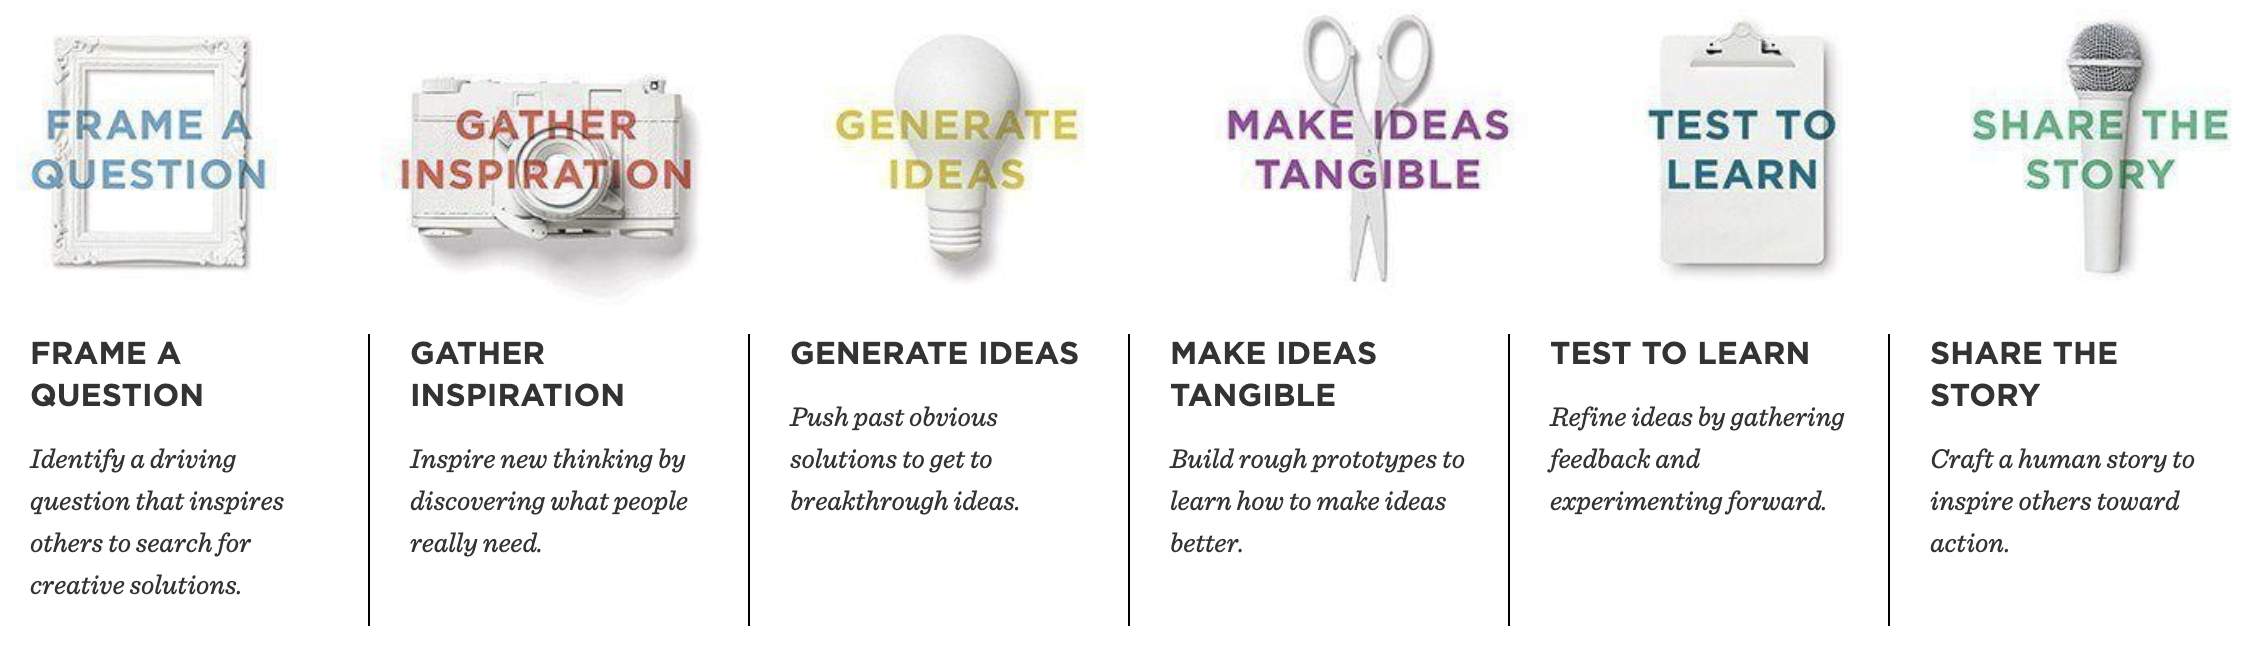 FRAME A
QUESTION
GATHER
INSPIRATION
GENERATE
IDEAS
MAKE IDEAS
TANGIBLE
TEST TO
LEARN
SHARE THE
STORY
FRAME A
QUESTION
Identify a driving
question that inspires
others to search for
creative solutions.
GATHER
INSPIRATION
Inspire new thinking by
discovering what people
really need.
GENERATE IDEAS
Push past obvious
solutions to get to
breakthrough ideas.
MAKE IDEAS
TANGIBLE
Build rough prototypes to
learn how to make ideas
better.
TEST TO LEARN
Refine ideas by gathering
feedback and
experimenting forward.
SHARE THE
STORY
Craft a human story to
inspire others toward
action.